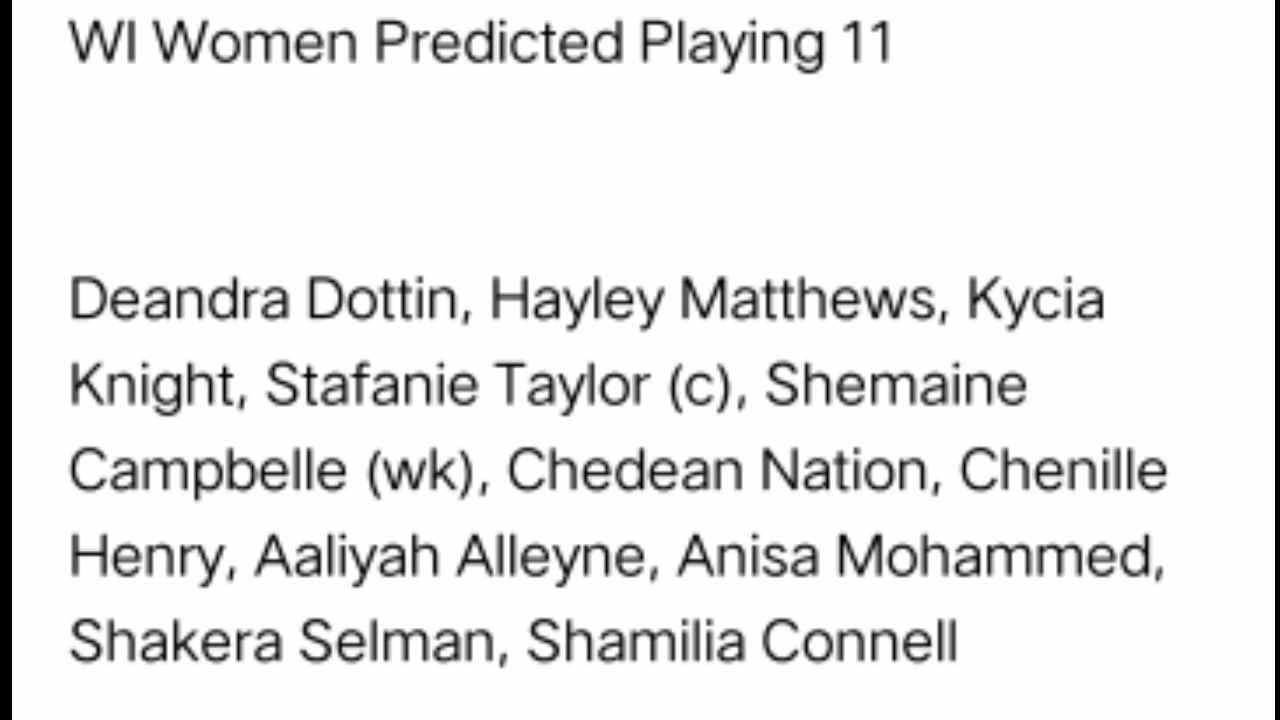 WI Women Predicted Playing 11
Deandra Dottin, Hayley Matthews, Kycia
Knight, Stafanie Taylor (c), Shemaine
Campbelle (wk), Chedean Nation, Chenille
Henry, Aaliyah Alleyne, Anisa Mohammed,
Shakera Selman, Shamilia Connell